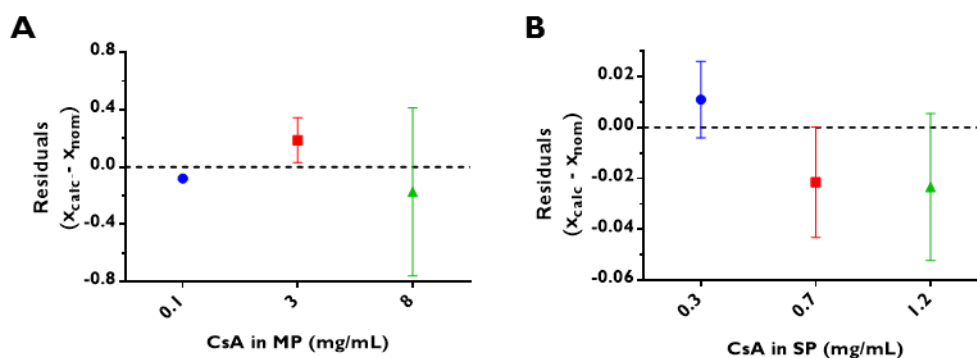 A
Residuals
(xcalc - xnom)
0.8
0.4
0.0
-0.4
-0.8
0.1
3
8
CsA in MP (mg/mL)
B
Residuals
(xcalc - xnom)
0.02
0.00
-0.02
-0.04
-0.06
0.3
0.7
1.2
CsA in SP (mg/mL)